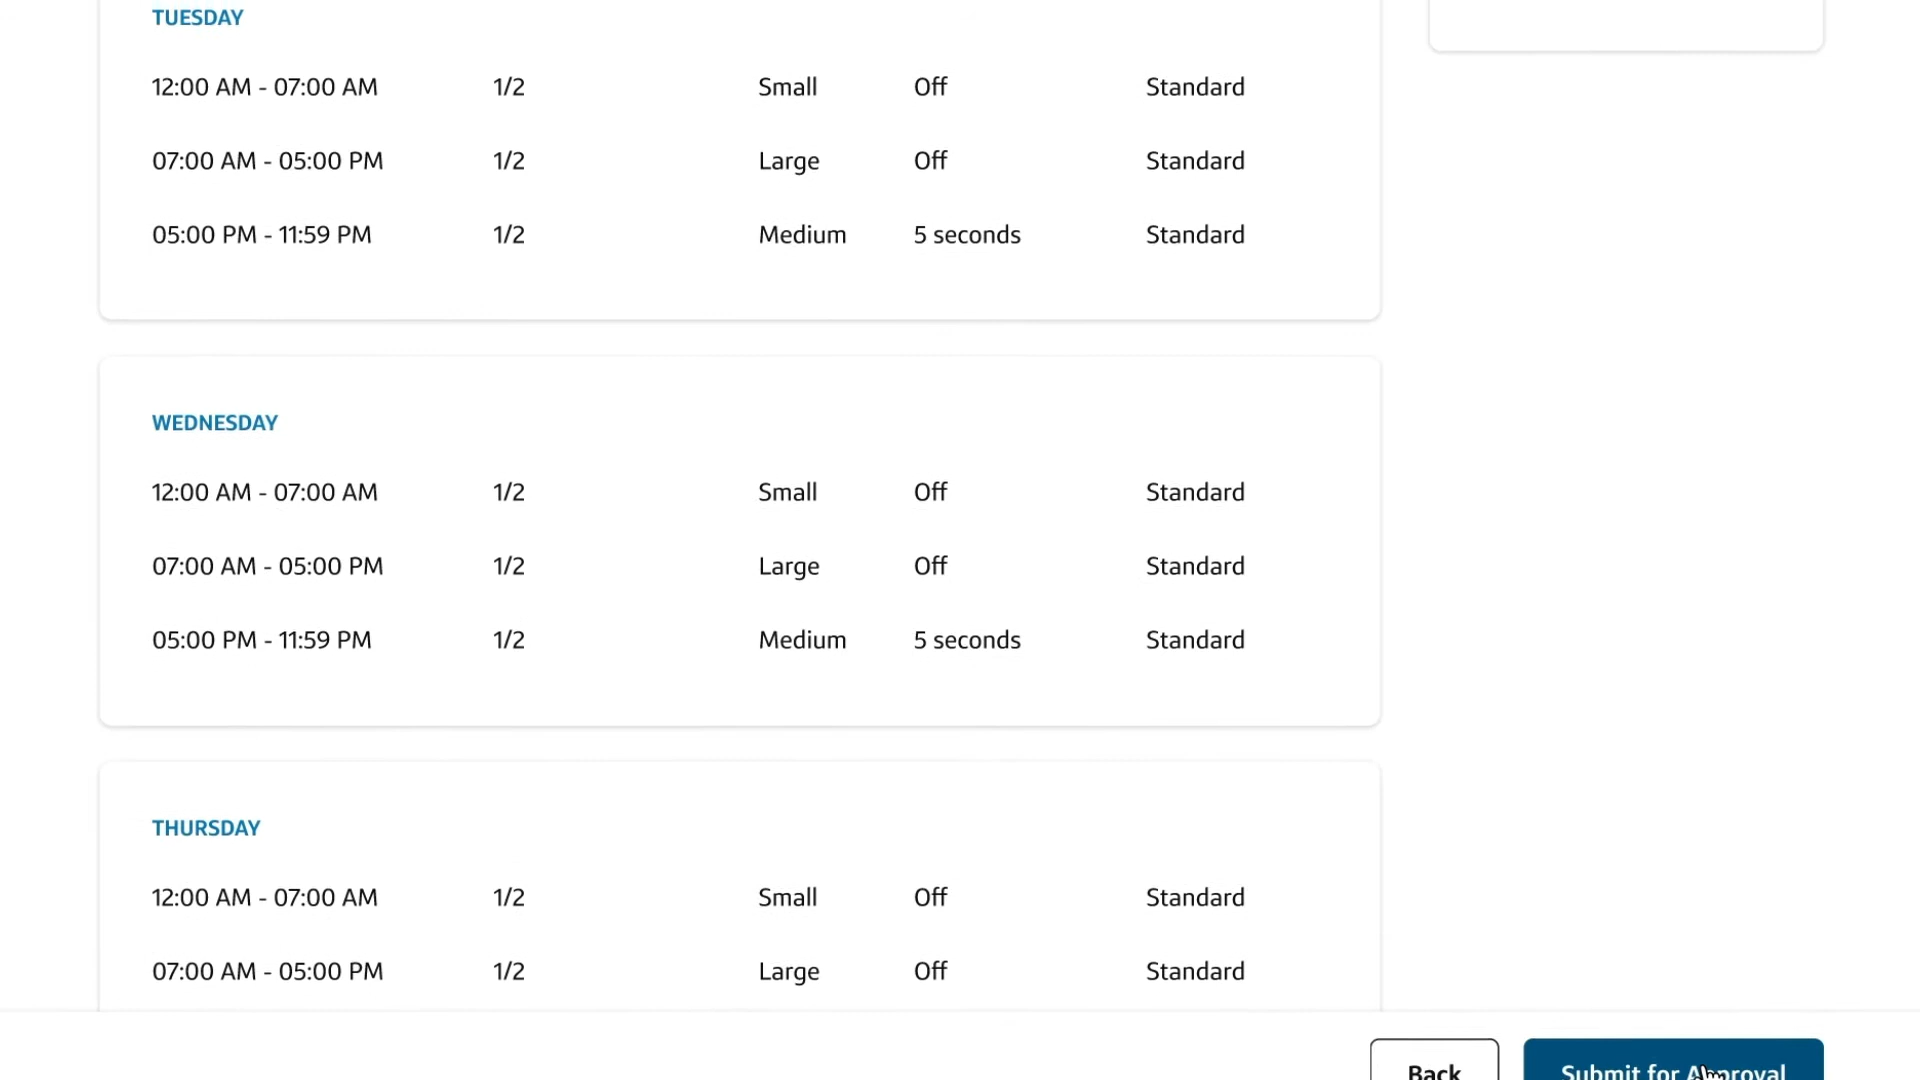 TUESDAY
12:00 AM - 07:00 AM 1/2 Small Off Standard
07:00 AM - 05:00 PM 1/2 Large Off Standard
05:00 PM - 11:59 PM 1/2 Medium 5 seconds Standard
WEDNESDAY
12:00 AM - 07:00 AM 1/2 Small Off Standard
07:00 AM - 05:00 PM 1/2 Large Off Standard
05:00 PM - 11:59 PM 1/2 Medium 5 seconds Standard
THURSDAY
12:00 AM - 07:00 AM 1/2 Small Off Standard
07:00 AM - 05:00 PM 1/2 Large Off Standard
Back Submit for Approval